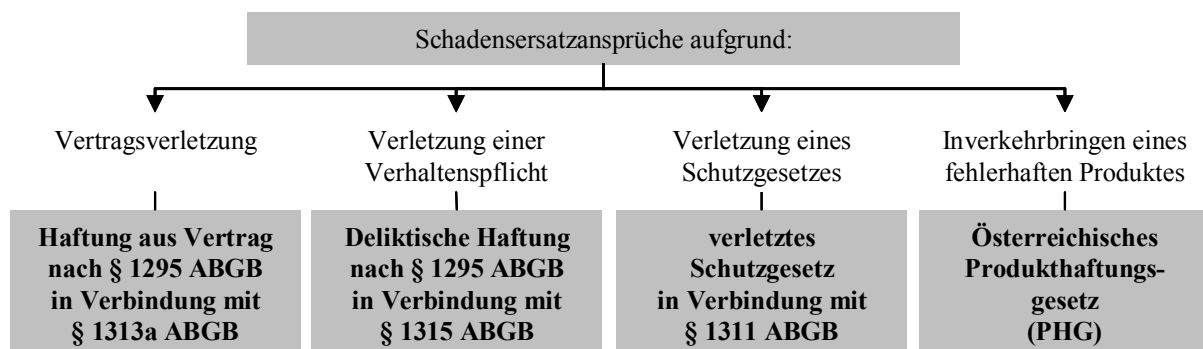 Schadensersatzansprüche aufgrund:
Vertragsverletzung
Verletzung einer
Verhaltenspflicht
Verletzung eines
Schutzgesetzes
Inverkehrbringen eines
fehlerhaften Produktes
Haftung aus Vertrag
nach § 1295 ABGB
in Verbindung mit
§ 1313a ABGB
Deliktische Haftung
nach § 1295 ABGB
in Verbindung mit
§ 1315 ABGB
verletztes
Schutzgesetz
in Verbindung mit
§ 1311 ABGB
Österreichisches
Produkthaftungs-
gesetz
(PHG)